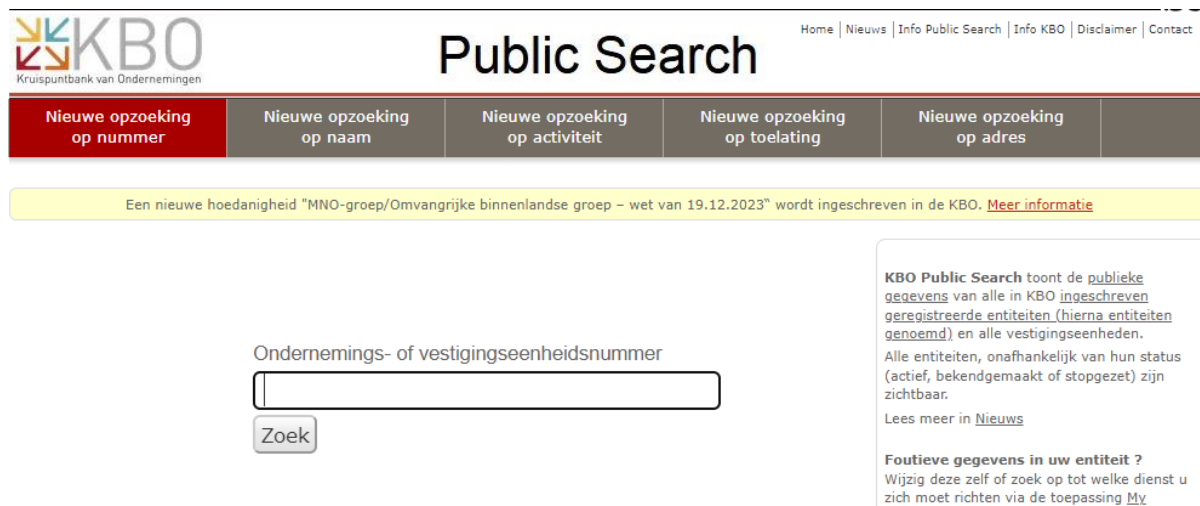 KBO
Kruispuntbank van Ondernemingen
Public Search
Home | Nieuws | Info Public Search | Info KBO | Disclaimer | Contact
Nieuwe opzoeking
op nummer
Nieuwe opzoeking
op naam
Nieuwe opzoeking
op activiteit
Nieuwe opzoeking
op toelating
Nieuwe opzoeking
op adres
Een nieuwe hoedanigheid "MNO-groep/Omvangrijke binnenlandse groep – wet van 19.12.2023“ wordt ingeschreven in de KBO. Meer informatie
Ondernemings- of vestigingseenheidsnummer
Zoek
KBO Public Search toont de publieke
gegevens van alle in KBO ingeschreven
geregistreerde entiteiten (hierna entiteiten
genoemd) en alle vestigingseenheden.
Alle entiteiten, onafhankelijk van hun status
(actief, bekendgemaakt of stopgezet) zijn
zichtbaar.
Lees meer in Nieuws
Foutieve gegevens in uw entiteit ?
Wijzig deze zelf of zoek op tot welke dienst u
zich moet richten via de toepassing My